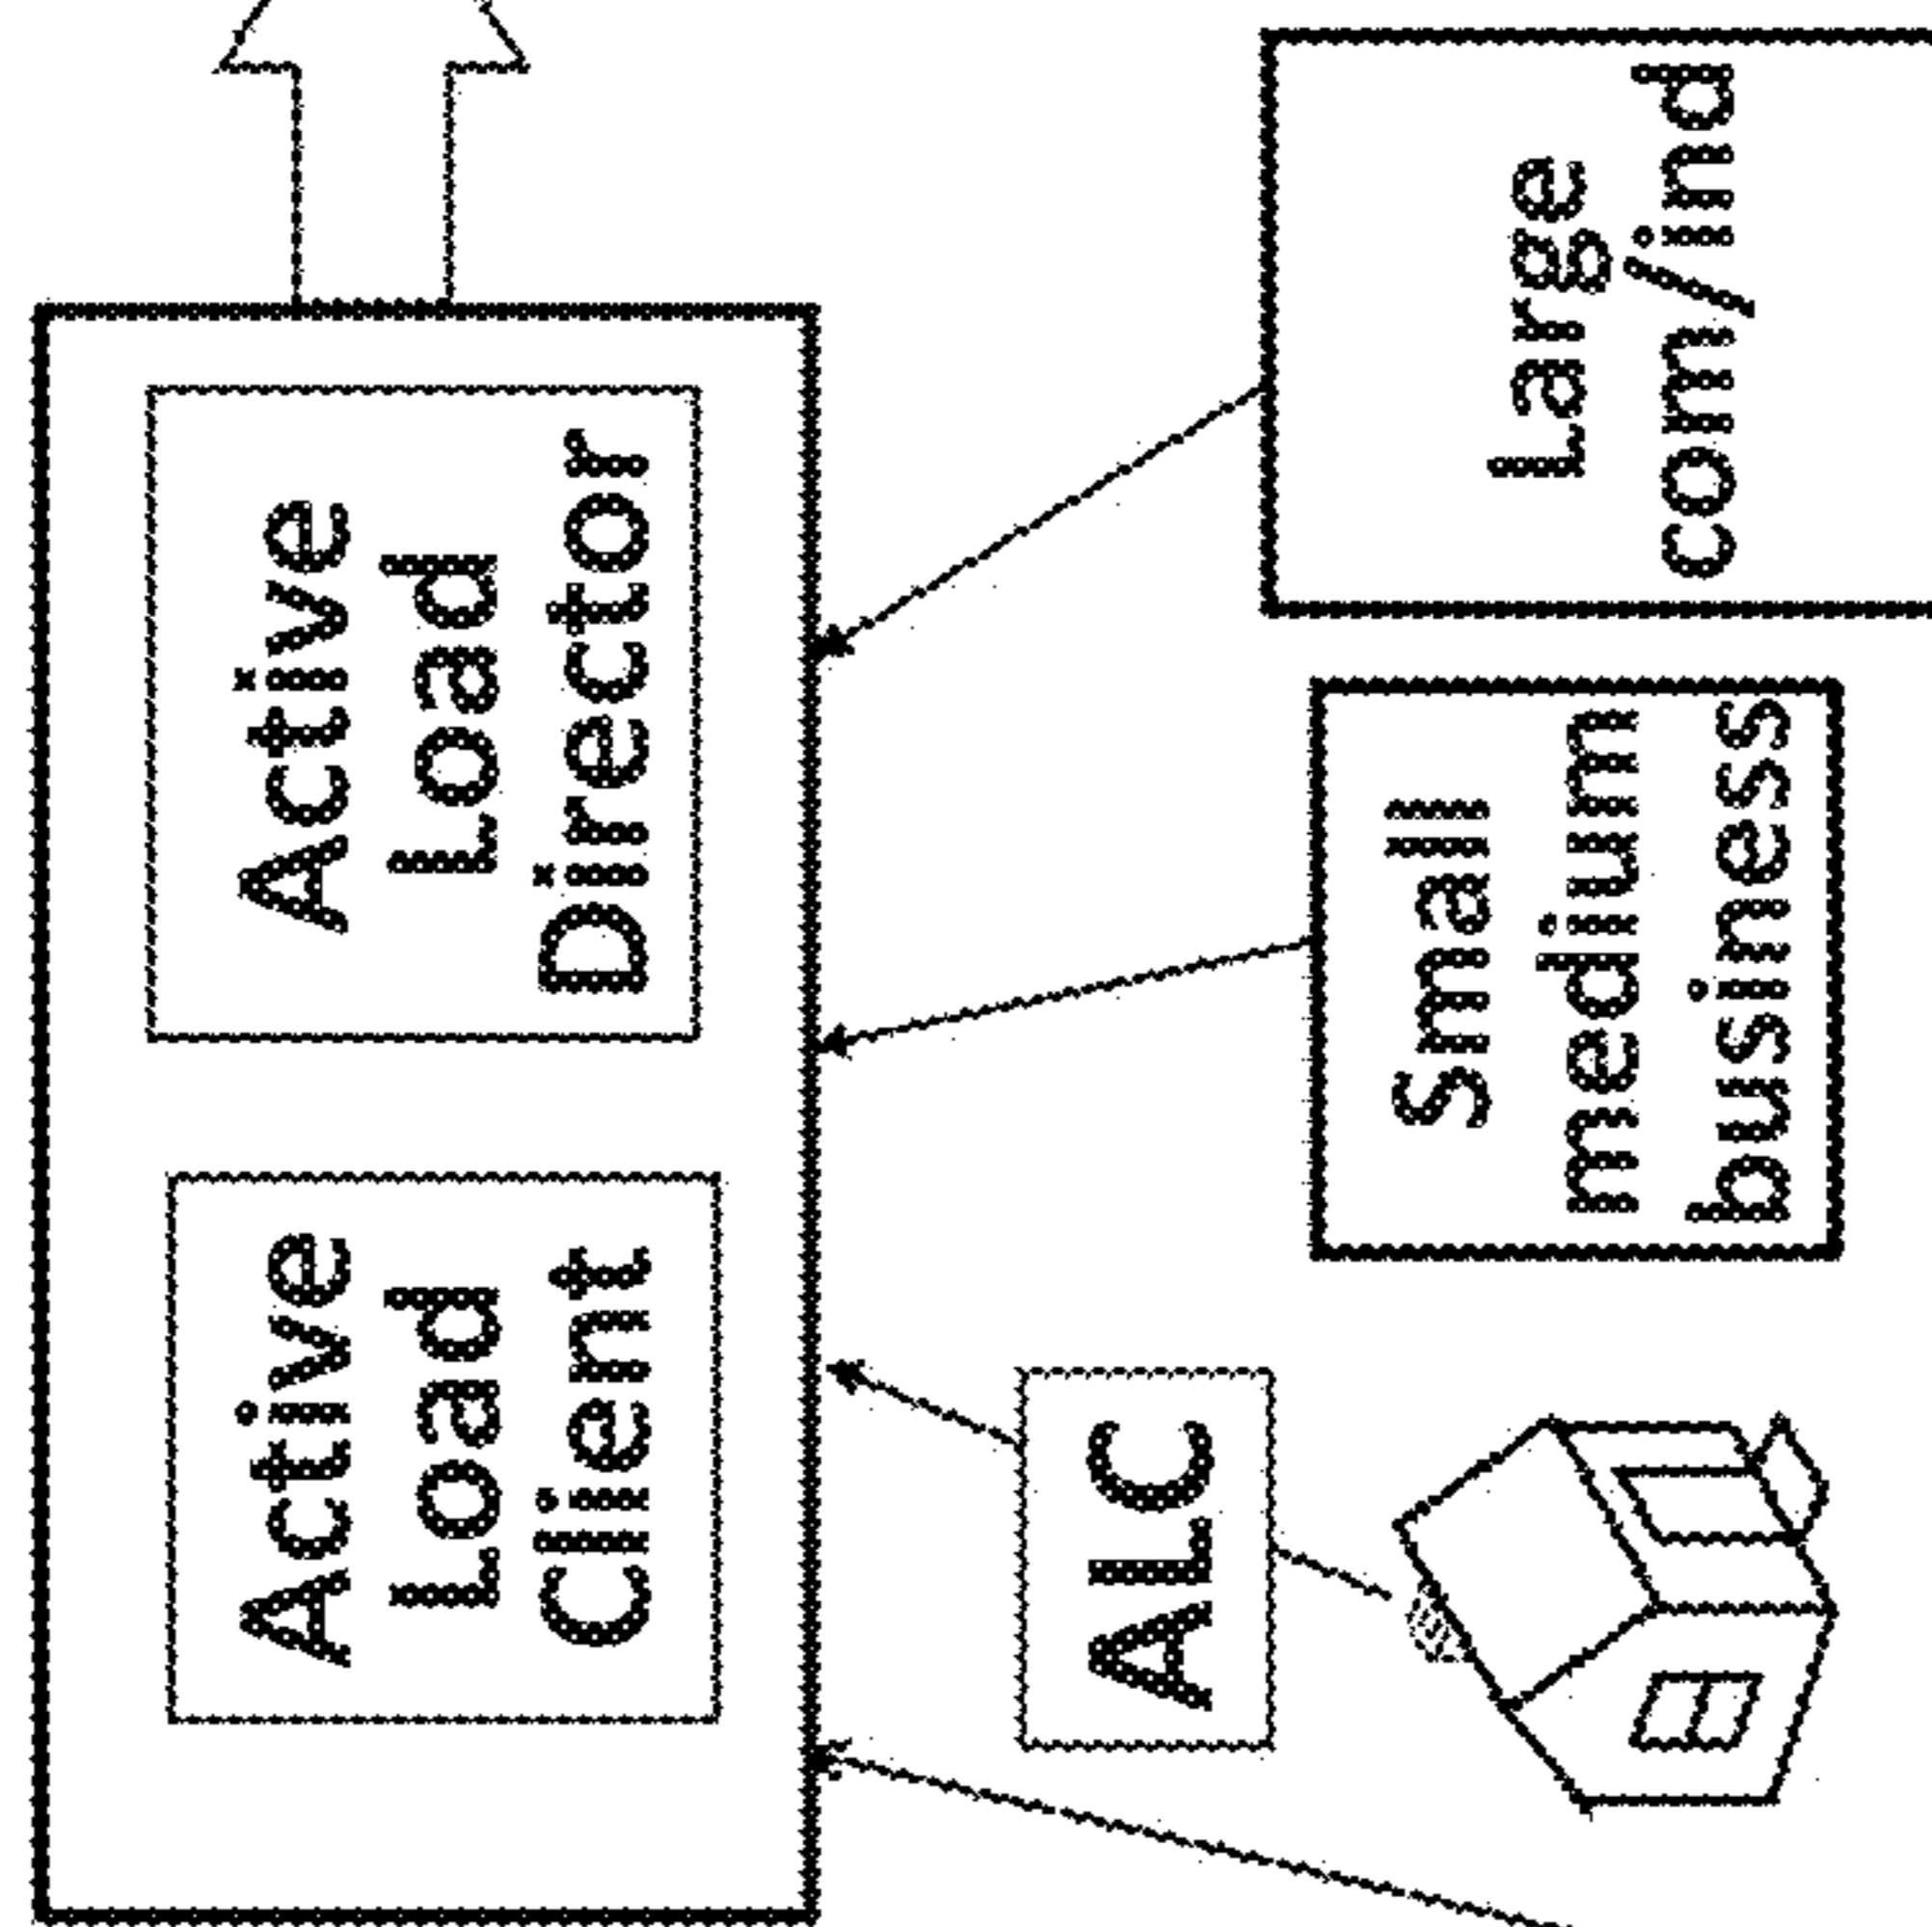 Active
Load
Client
Active
Load
Director
ALC
Small
medium
business
Large
com/ind